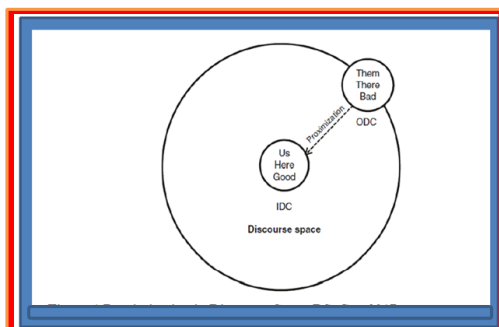 Them
There
Bad
ODC
Proximization
Us
Here
Good
IDC
Discourse space